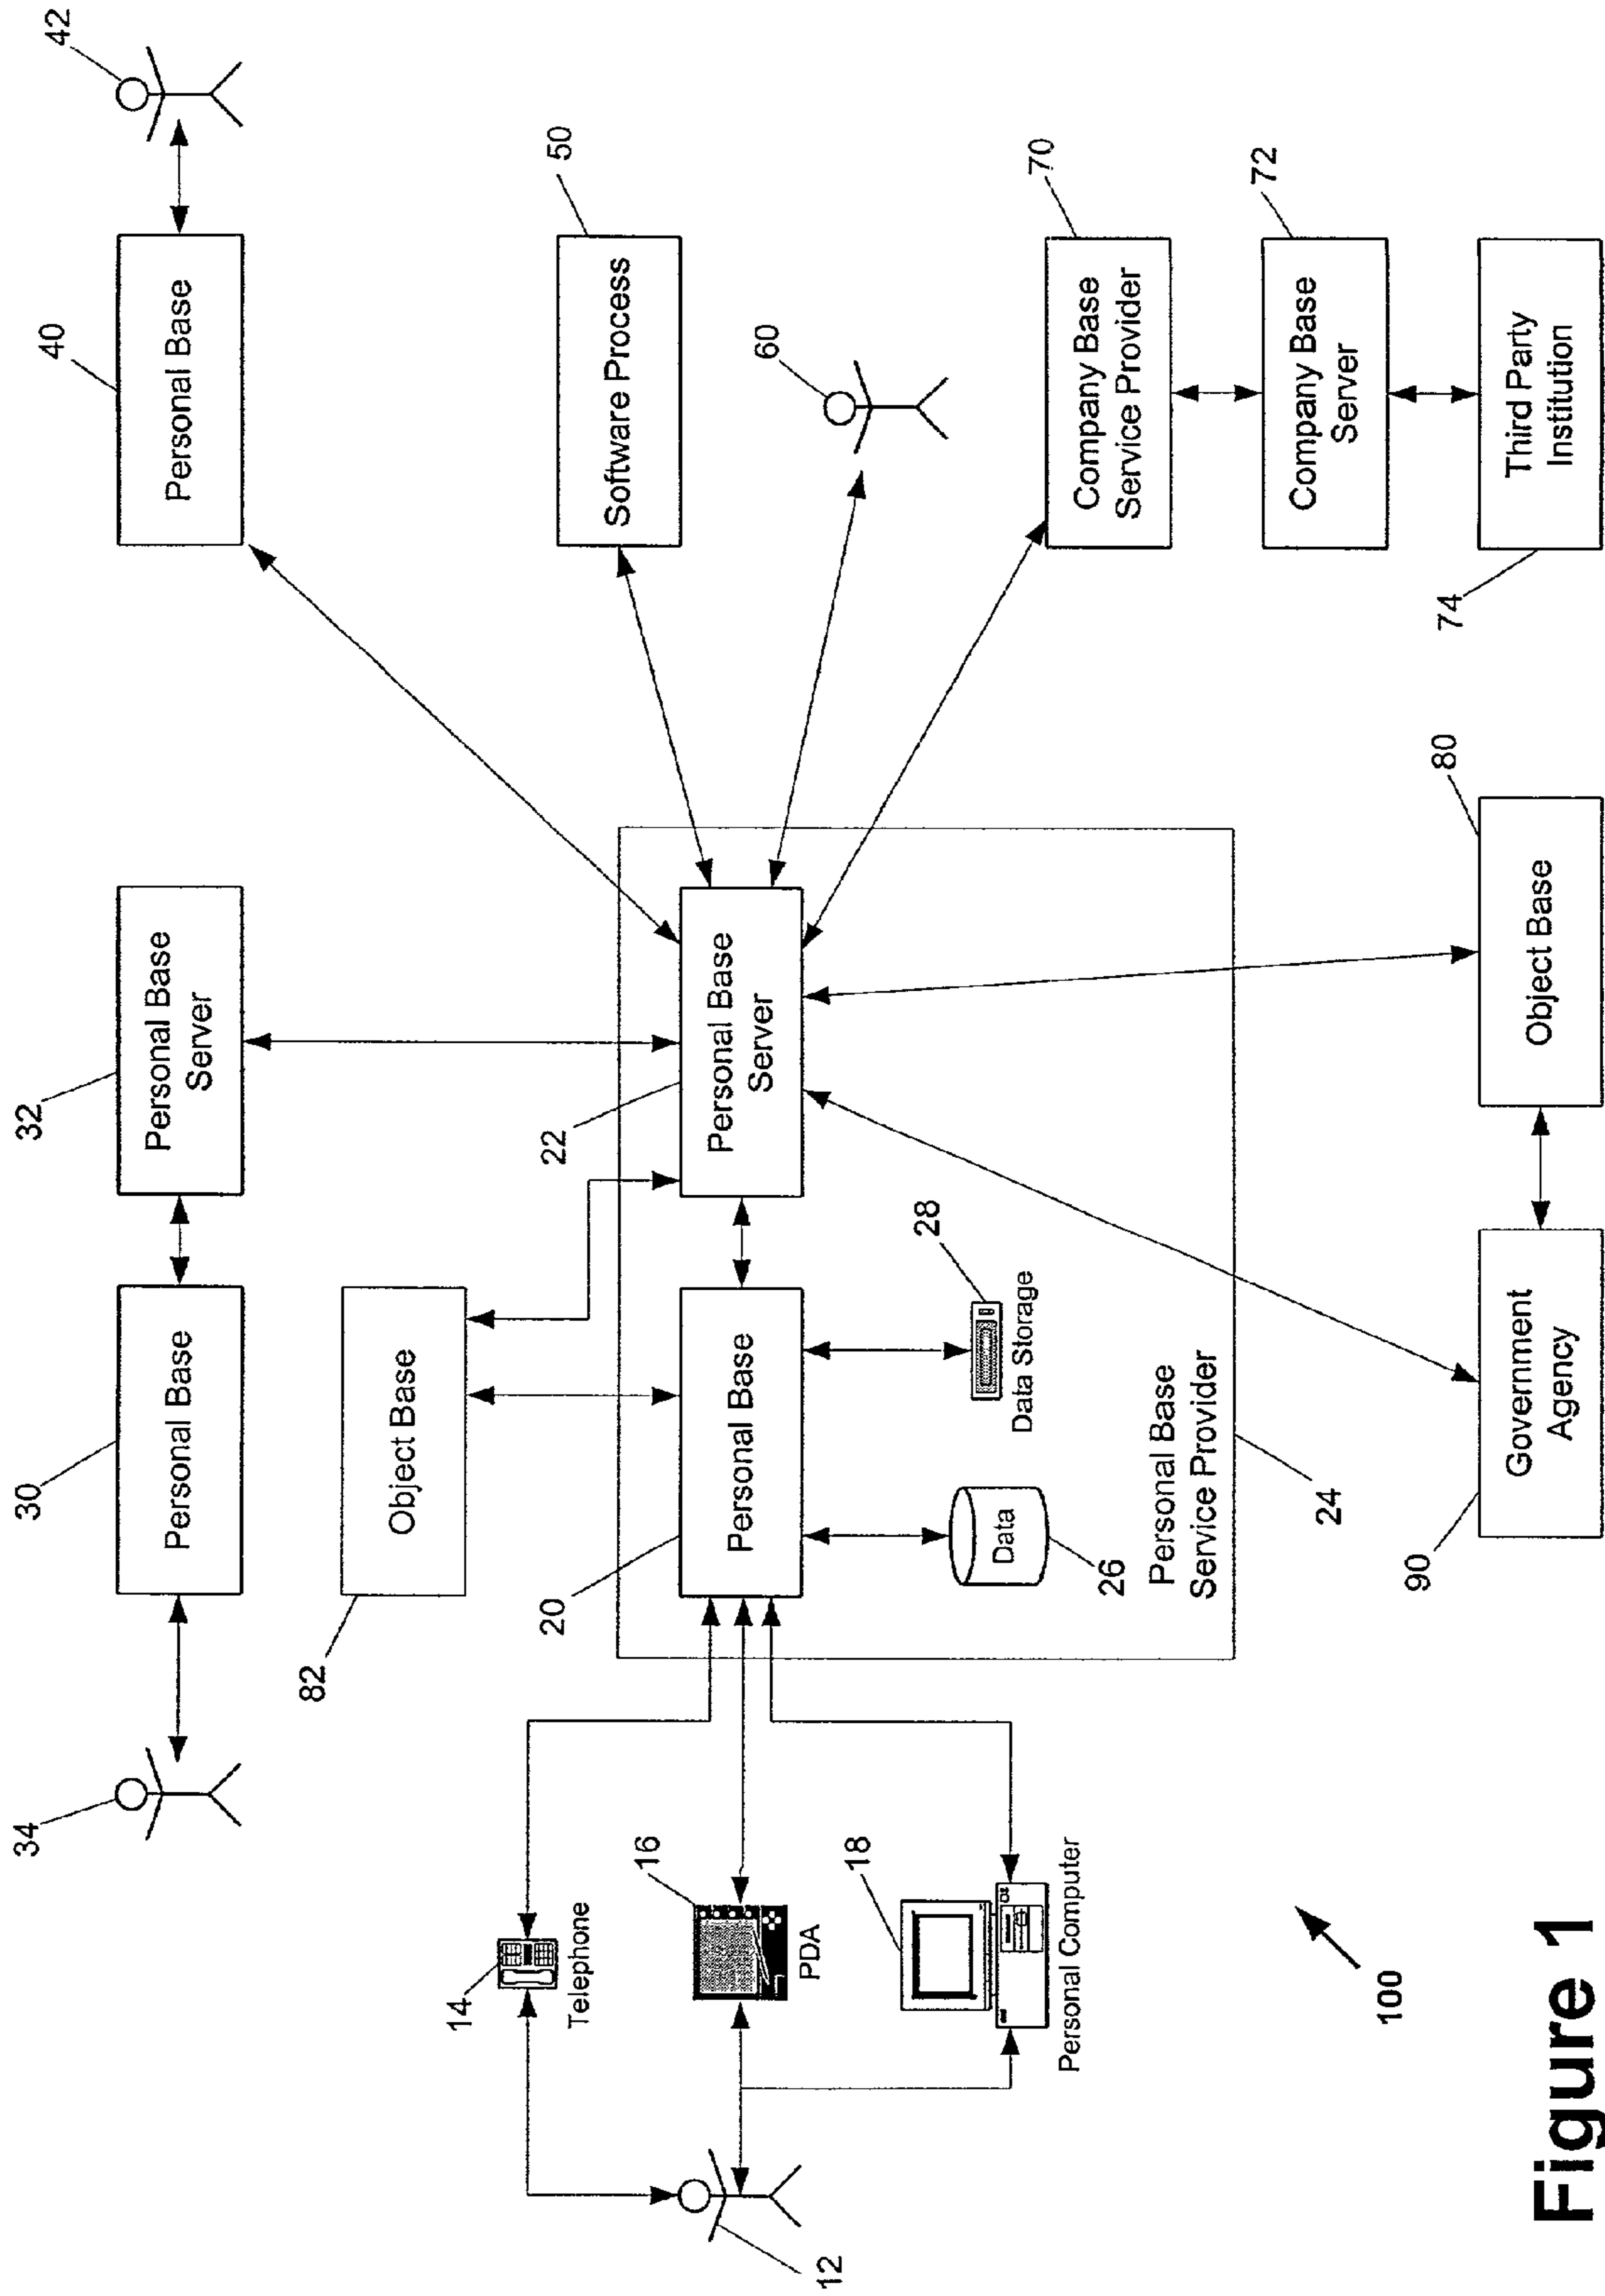 34
30
Personal Base
32
Personal Base
Server
40
Personal Base
42
82
Object Base
14
Telephone
16
PDA
18
Personal Computer
12
20
Personal Base
22
Personal Base
Server
Data
26
28
Data Storage
Personal Base
Service Provider
24
50
Software Process
60
70
Company Base
Service Provider
72
Company Base
Server
74
Third Party
Institution
80
Object Base
90
Government
Agency
100
Figure 1